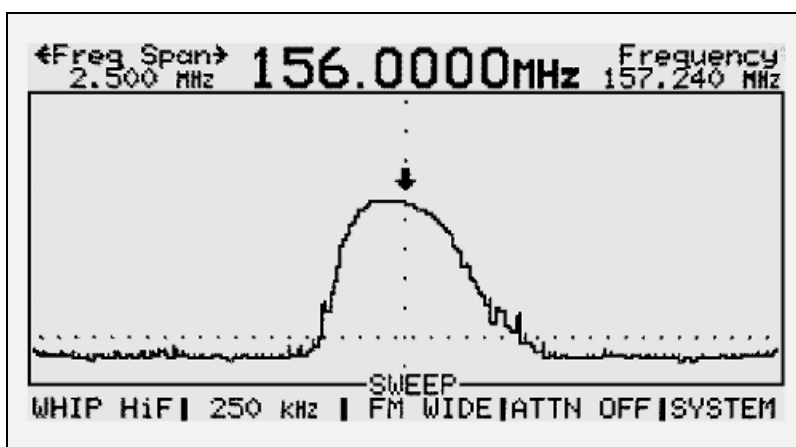 ←Freq Span→ 156.0000MHz Frequency
2.500 MHz 157.240 MHz
SWEEP
WHIP HiF| 250 kHz | FM WIDE|ATTN OFF|SYSTEM